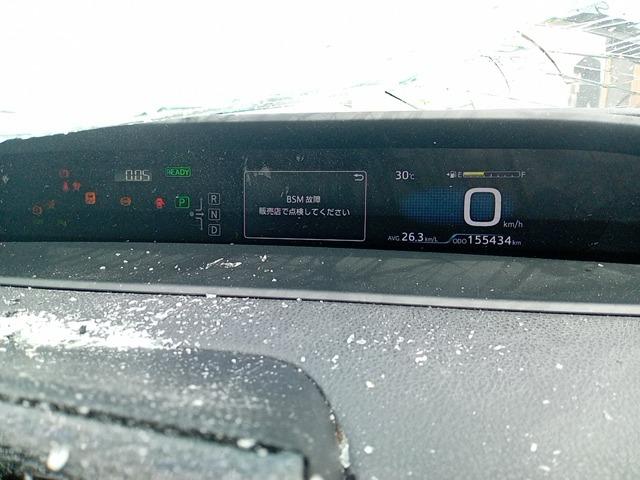 0:05
READY
P
R
N
D
BSM 故障
販売店で点検してください
30℃
E F
0 km/h
AVG 26.3 km/L
ODO 155434 km